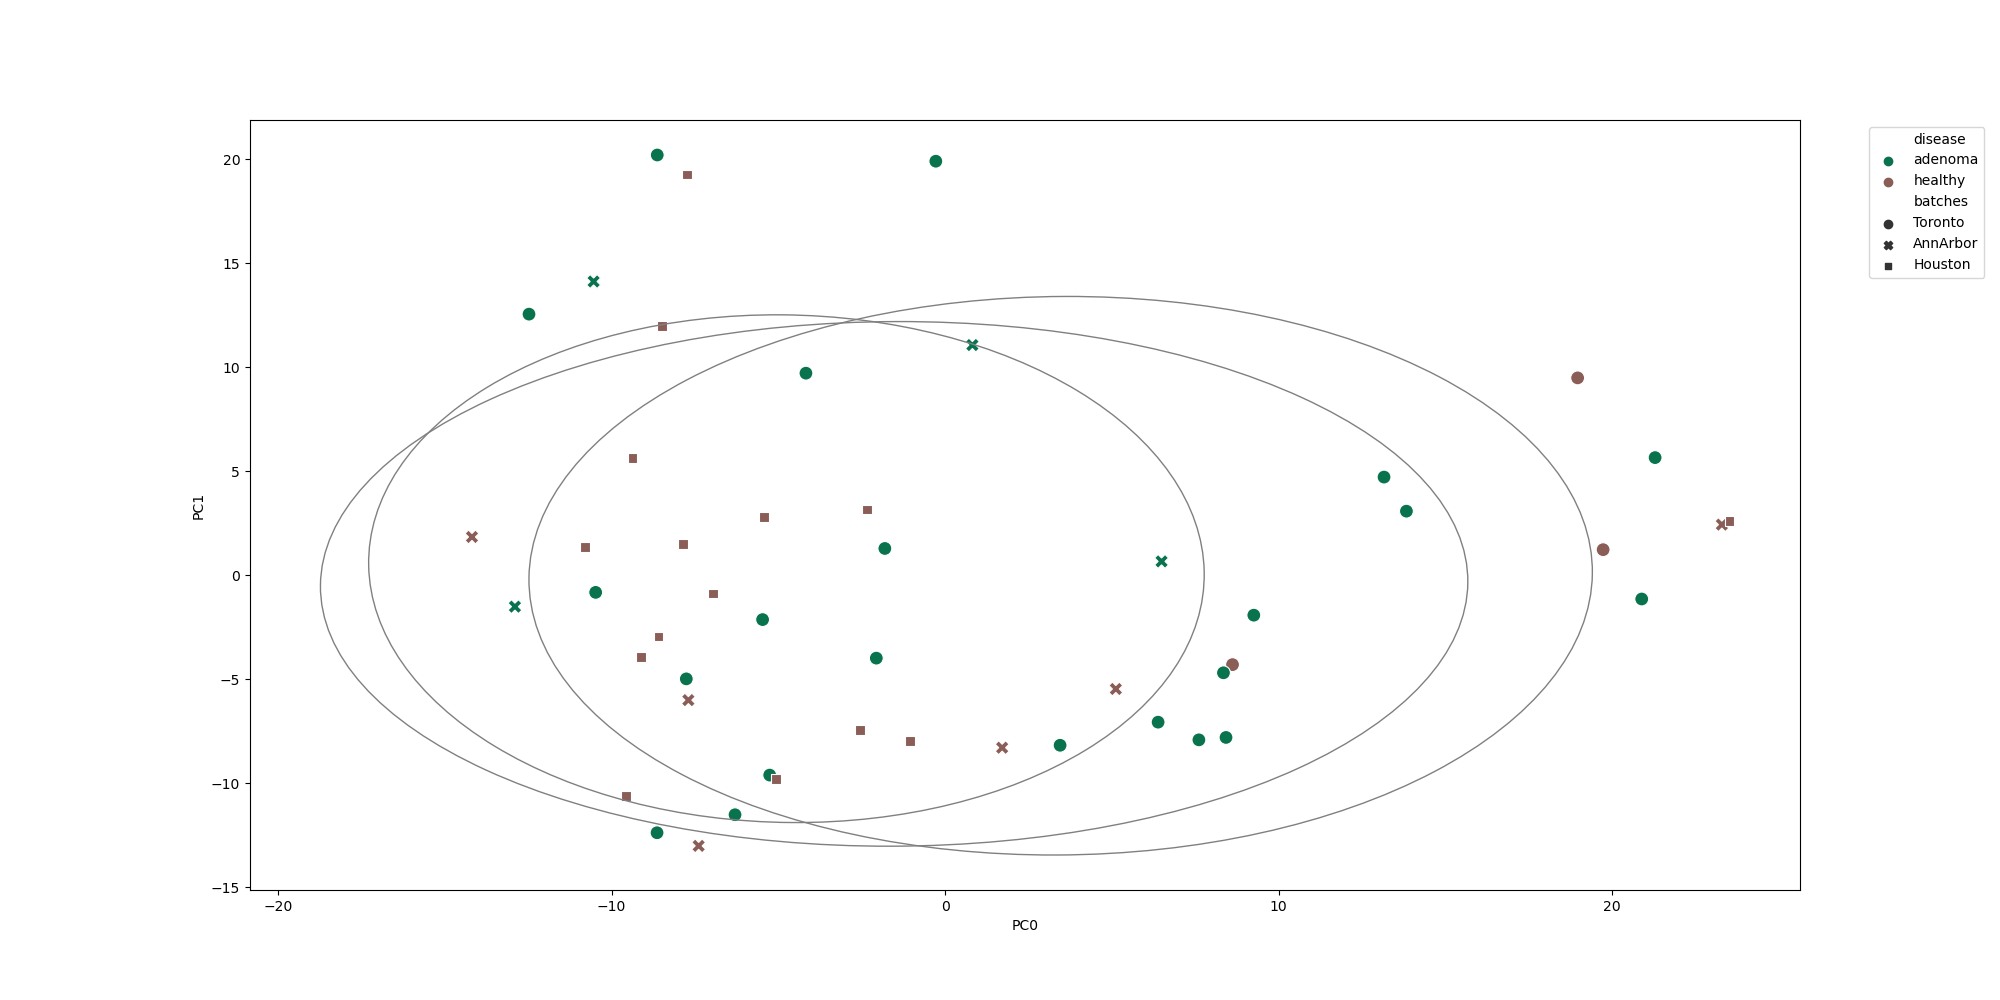 disease
adenoma
healthy
batches
Toronto
AnnArbor
Houston
20
15
10
5
0
−5
−10
−15
PC1
−20 −10 0 10 20
PC0